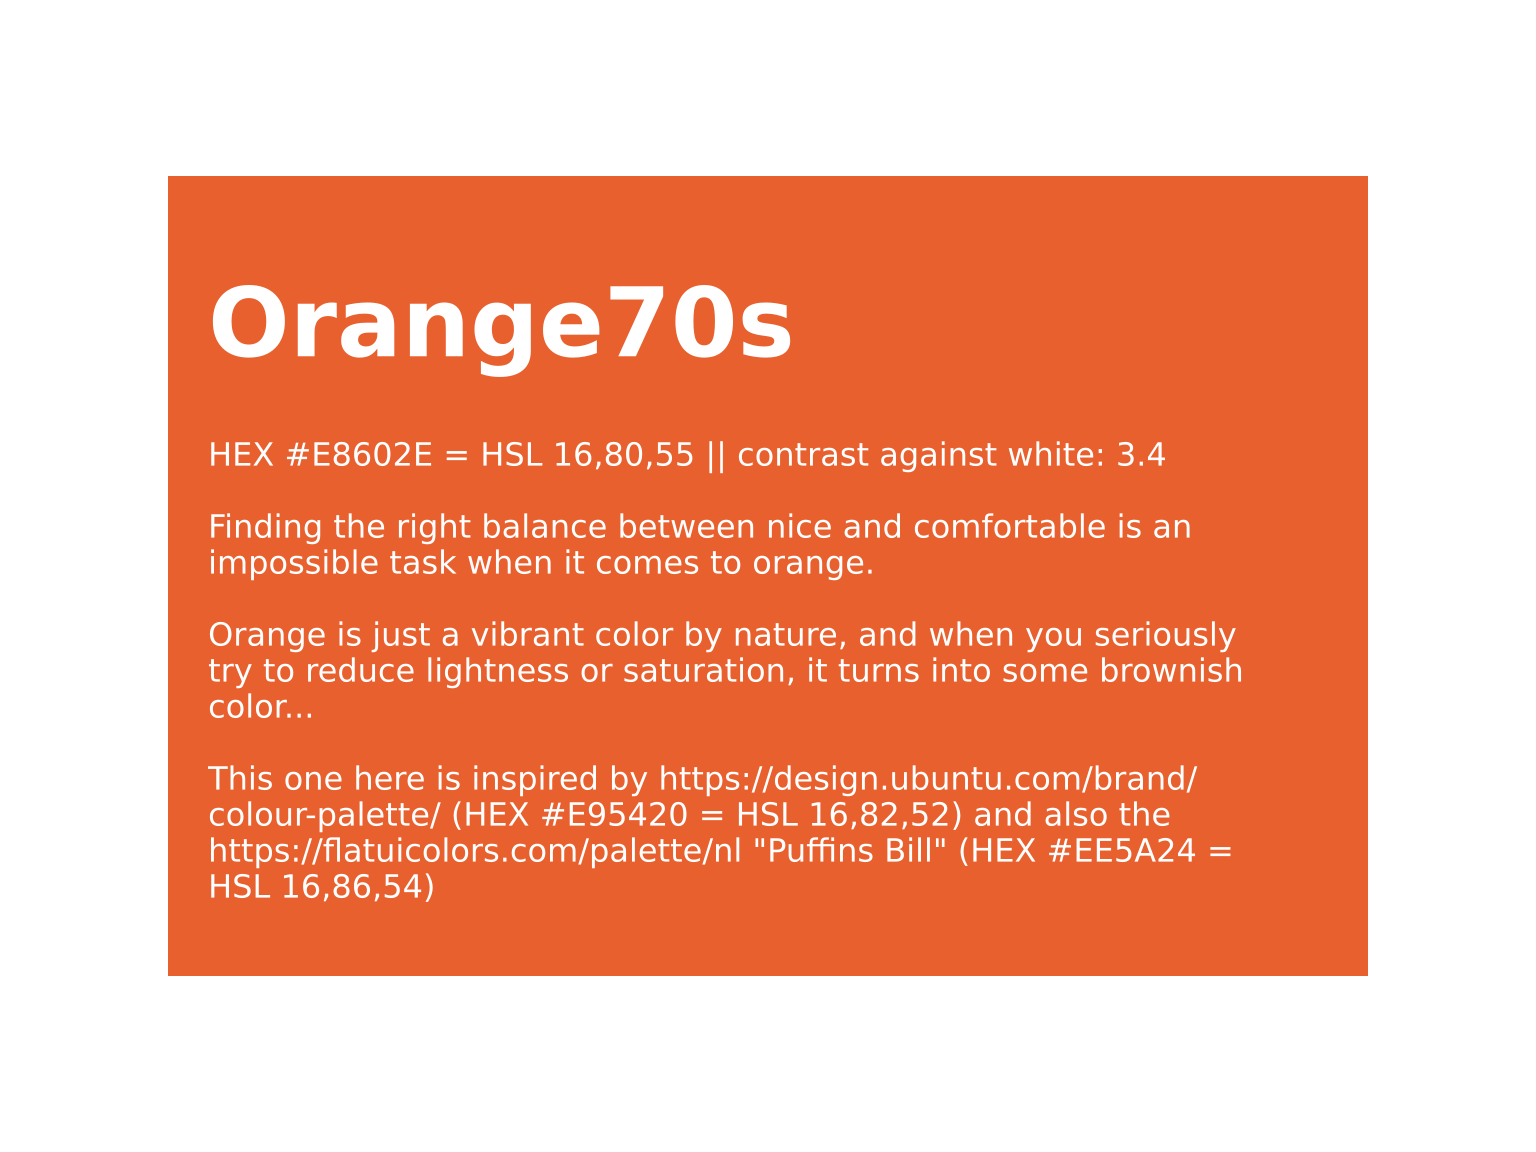 Orange70s
HEX #E8602E = HSL 16,80,55 || contrast against white: 3.4
Finding the right balance between nice and comfortable is an
impossible task when it comes to orange.
Orange is just a vibrant color by nature, and when you seriously
try to reduce lightness or saturation, it turns into some brownish
color...
This one here is inspired by https://design.ubuntu.com/brand/
colour-palette/ (HEX #E95420 = HSL 16,82,52) and also the
https://flatuicolors.com/palette/nl "Puffins Bill" (HEX #EE5A24 =
HSL 16,86,54)